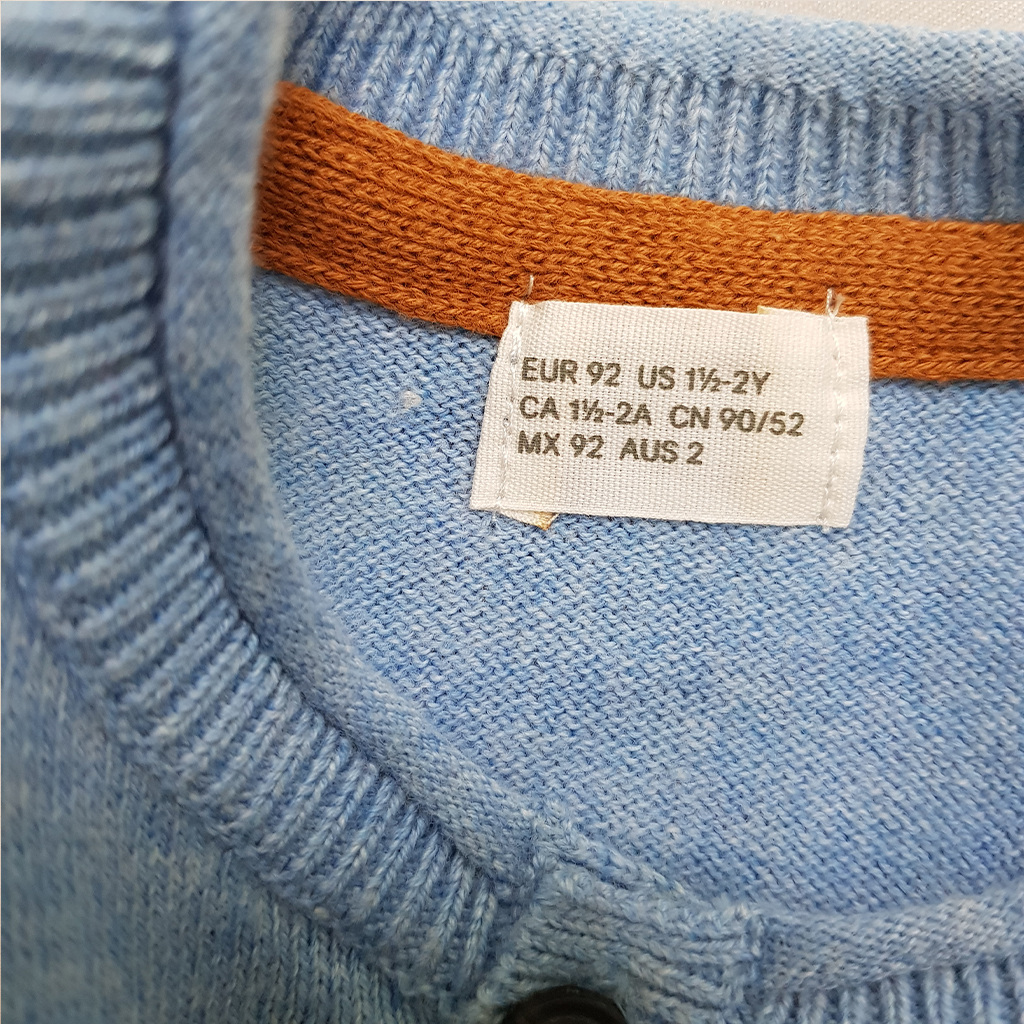 EUR 92 US 1½-2Y
CA 1½-2A CN 90/52
MX 92 AUS 2